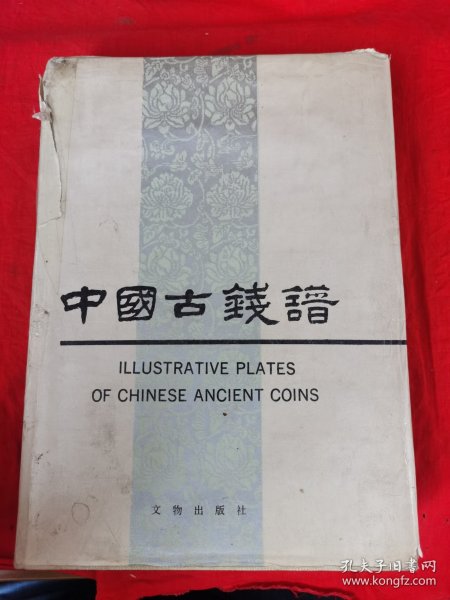 中國古錢譜
ILLUSTRATIVE PLATES
OF CHINESE ANCIENT COINS
文物出版社
孔夫子旧书网
www.kongfz.com